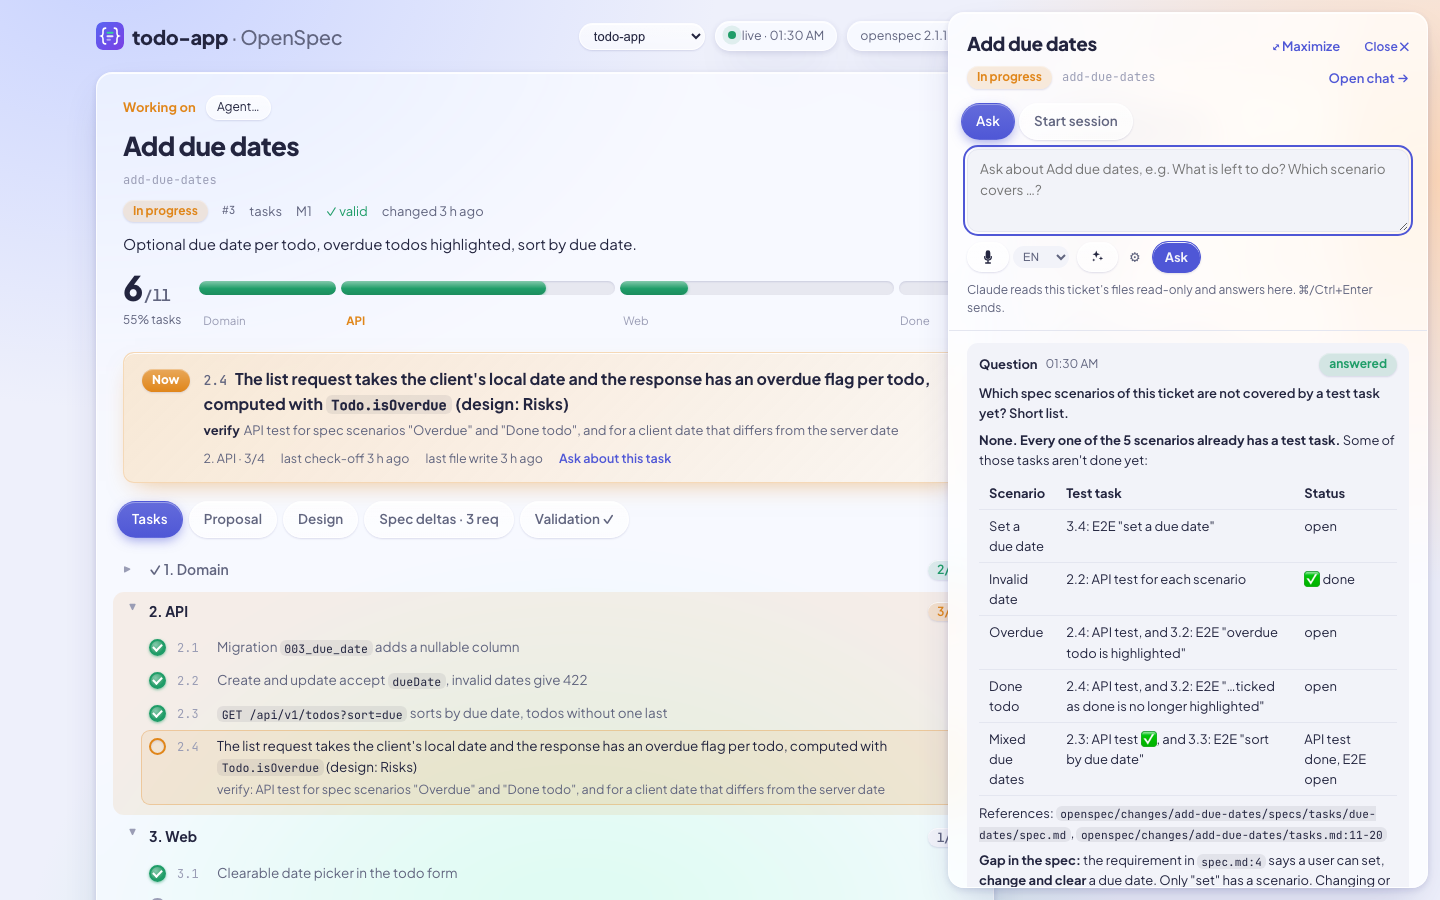 todo-app · OpenSpec
todo-app
live · 01:30 AM
openspec 2.1.1
Working on
Agent…
Add due dates
add-due-dates
In progress
#3
tasks
M1
✓ valid
changed 3 h ago
Optional due date per todo, overdue todos highlighted, sort by due date.
6/11
55% tasks
Domain
API
Web
Done
Now
2.4 The list request takes the client's local date and the response has an overdue flag per todo,
computed with Todo.isOverdue (design: Risks)
verify API test for spec scenarios "Overdue" and "Done todo", and for a client date that differs from the server date
2. API · 3/4
last check-off 3 h ago
last file write 3 h ago
Ask about this task
Tasks
Proposal
Design
Spec deltas · 3 req
Validation ✓
✓ 1. Domain
2/
2. API
3/
2.1 Migration 003_due_date adds a nullable column
2.2 Create and update accept dueDate, invalid dates give 422
2.3 GET /api/v1/todos?sort=due sorts by due date, todos without one last
2.4 The list request takes the client's local date and the response has an overdue flag per todo, computed with
Todo.isOverdue (design: Risks)
verify: API test for spec scenarios "Overdue" and "Done todo", and for a client date that differs from the server date
3. Web
1/
3.1 Clearable date picker in the todo form
Add due dates
Maximize
Close ✕
In progress
add-due-dates
Open chat →
Ask
Start session
Ask about Add due dates, e.g. What is left to do? Which scenario
covers …?
EN
Ask
Claude reads this ticket's files read-only and answers here. ⌘/Ctrl+Enter
sends.
Question 01:30 AM
answered
Which spec scenarios of this ticket are not covered by a test task
yet? Short list.
None. Every one of the 5 scenarios already has a test task. Some of
those tasks aren't done yet:
Scenario Test task Status
Set a
due date
3.4: E2E "set a due date"
open
Invalid
date
2.2: API test for each scenario
✅ done
Overdue
2.4: API test, and 3.2: E2E "overdue
todo is highlighted"
open
Done
todo
2.4: API test, and 3.2: E2E "…ticked
as done is no longer highlighted"
open
Mixed
due
dates
2.3: API test ✅, and 3.3: E2E "sort
by due date"
API test
done, E2E
open
References: openspec/changes/add-due-dates/specs/tasks/due-
dates/spec.md, openspec/changes/add-due-dates/tasks.md:11-20
Gap in the spec: the requirement in spec.md:4 says a user can set,
change and clear a due date. Only "set" has a scenario. Changing or